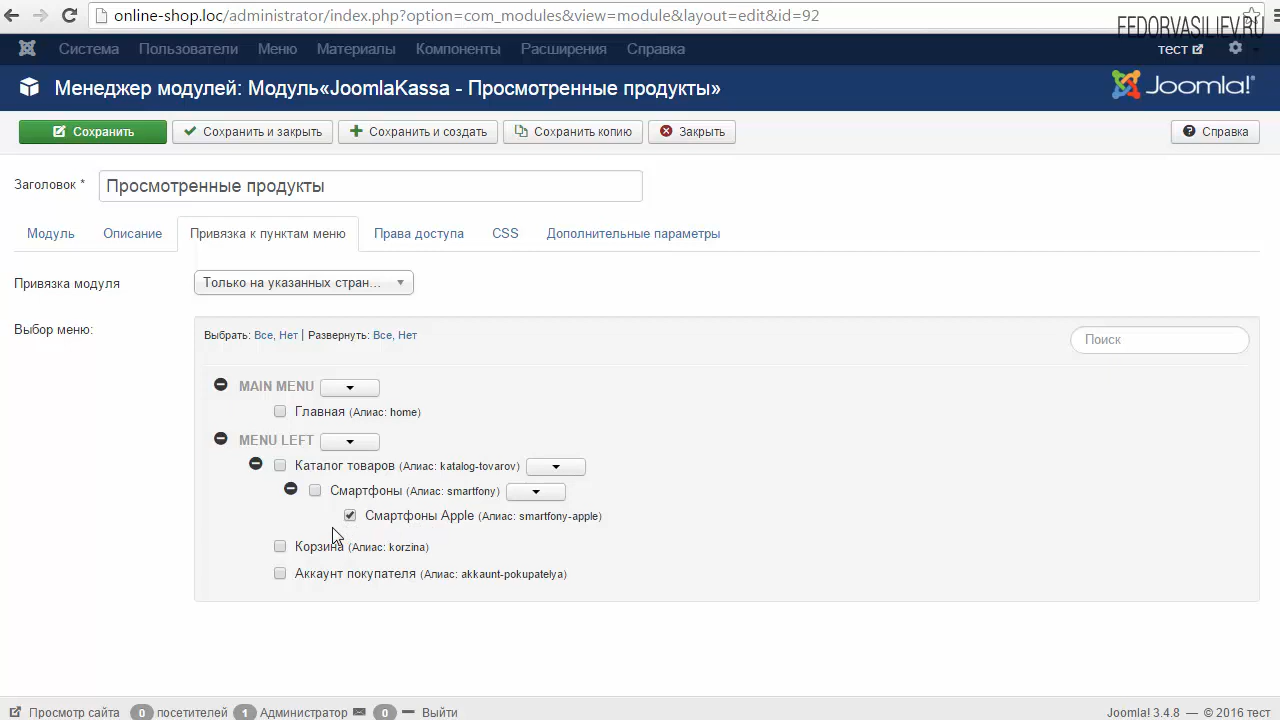 online-shop.loc/administrator/index.php?option=com_modules&view=module&layout=edit&id=92
FEDORVASILIEV.RU
Система Пользователи Меню Материалы Компоненты Расширения Справка тест
Менеджер модулей: Модуль«JoomlaKassa - Просмотренные продукты» Joomla!
Сохранить Сохранить и закрыть Сохранить и создать Сохранить копию Закрыть Справка
Заголовок * Просмотренные продукты
Модуль Описание Привязка к пунктам меню Права доступа CSS Дополнительные параметры
Привязка модуля Только на указанных стран...
Выбор меню: Выбрать: Все, Нет | Развернуть: Все, Нет Поиск
MAIN MENU
Главная (Алиас: home)
MENU LEFT
Каталог товаров (Алиас: katalog-tovarov)
Смартфоны (Алиас: smartfony)
Смартфоны Apple (Алиас: smartfony-apple)
Корзина (Алиас: korzina)
Аккаунт покупателя (Алиас: akkaunt-pokupatelya)
Просмотр сайта 0 посетителей 1 Администратор 0 Выйти Joomla! 3.4.8 — © 2016 тест